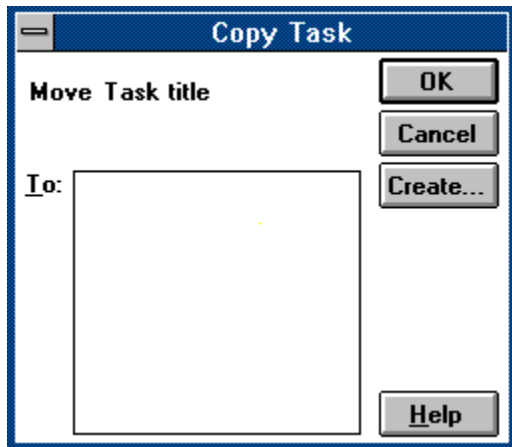 Copy Task
Move Task title
OK
Cancel
To:
Create...
Help